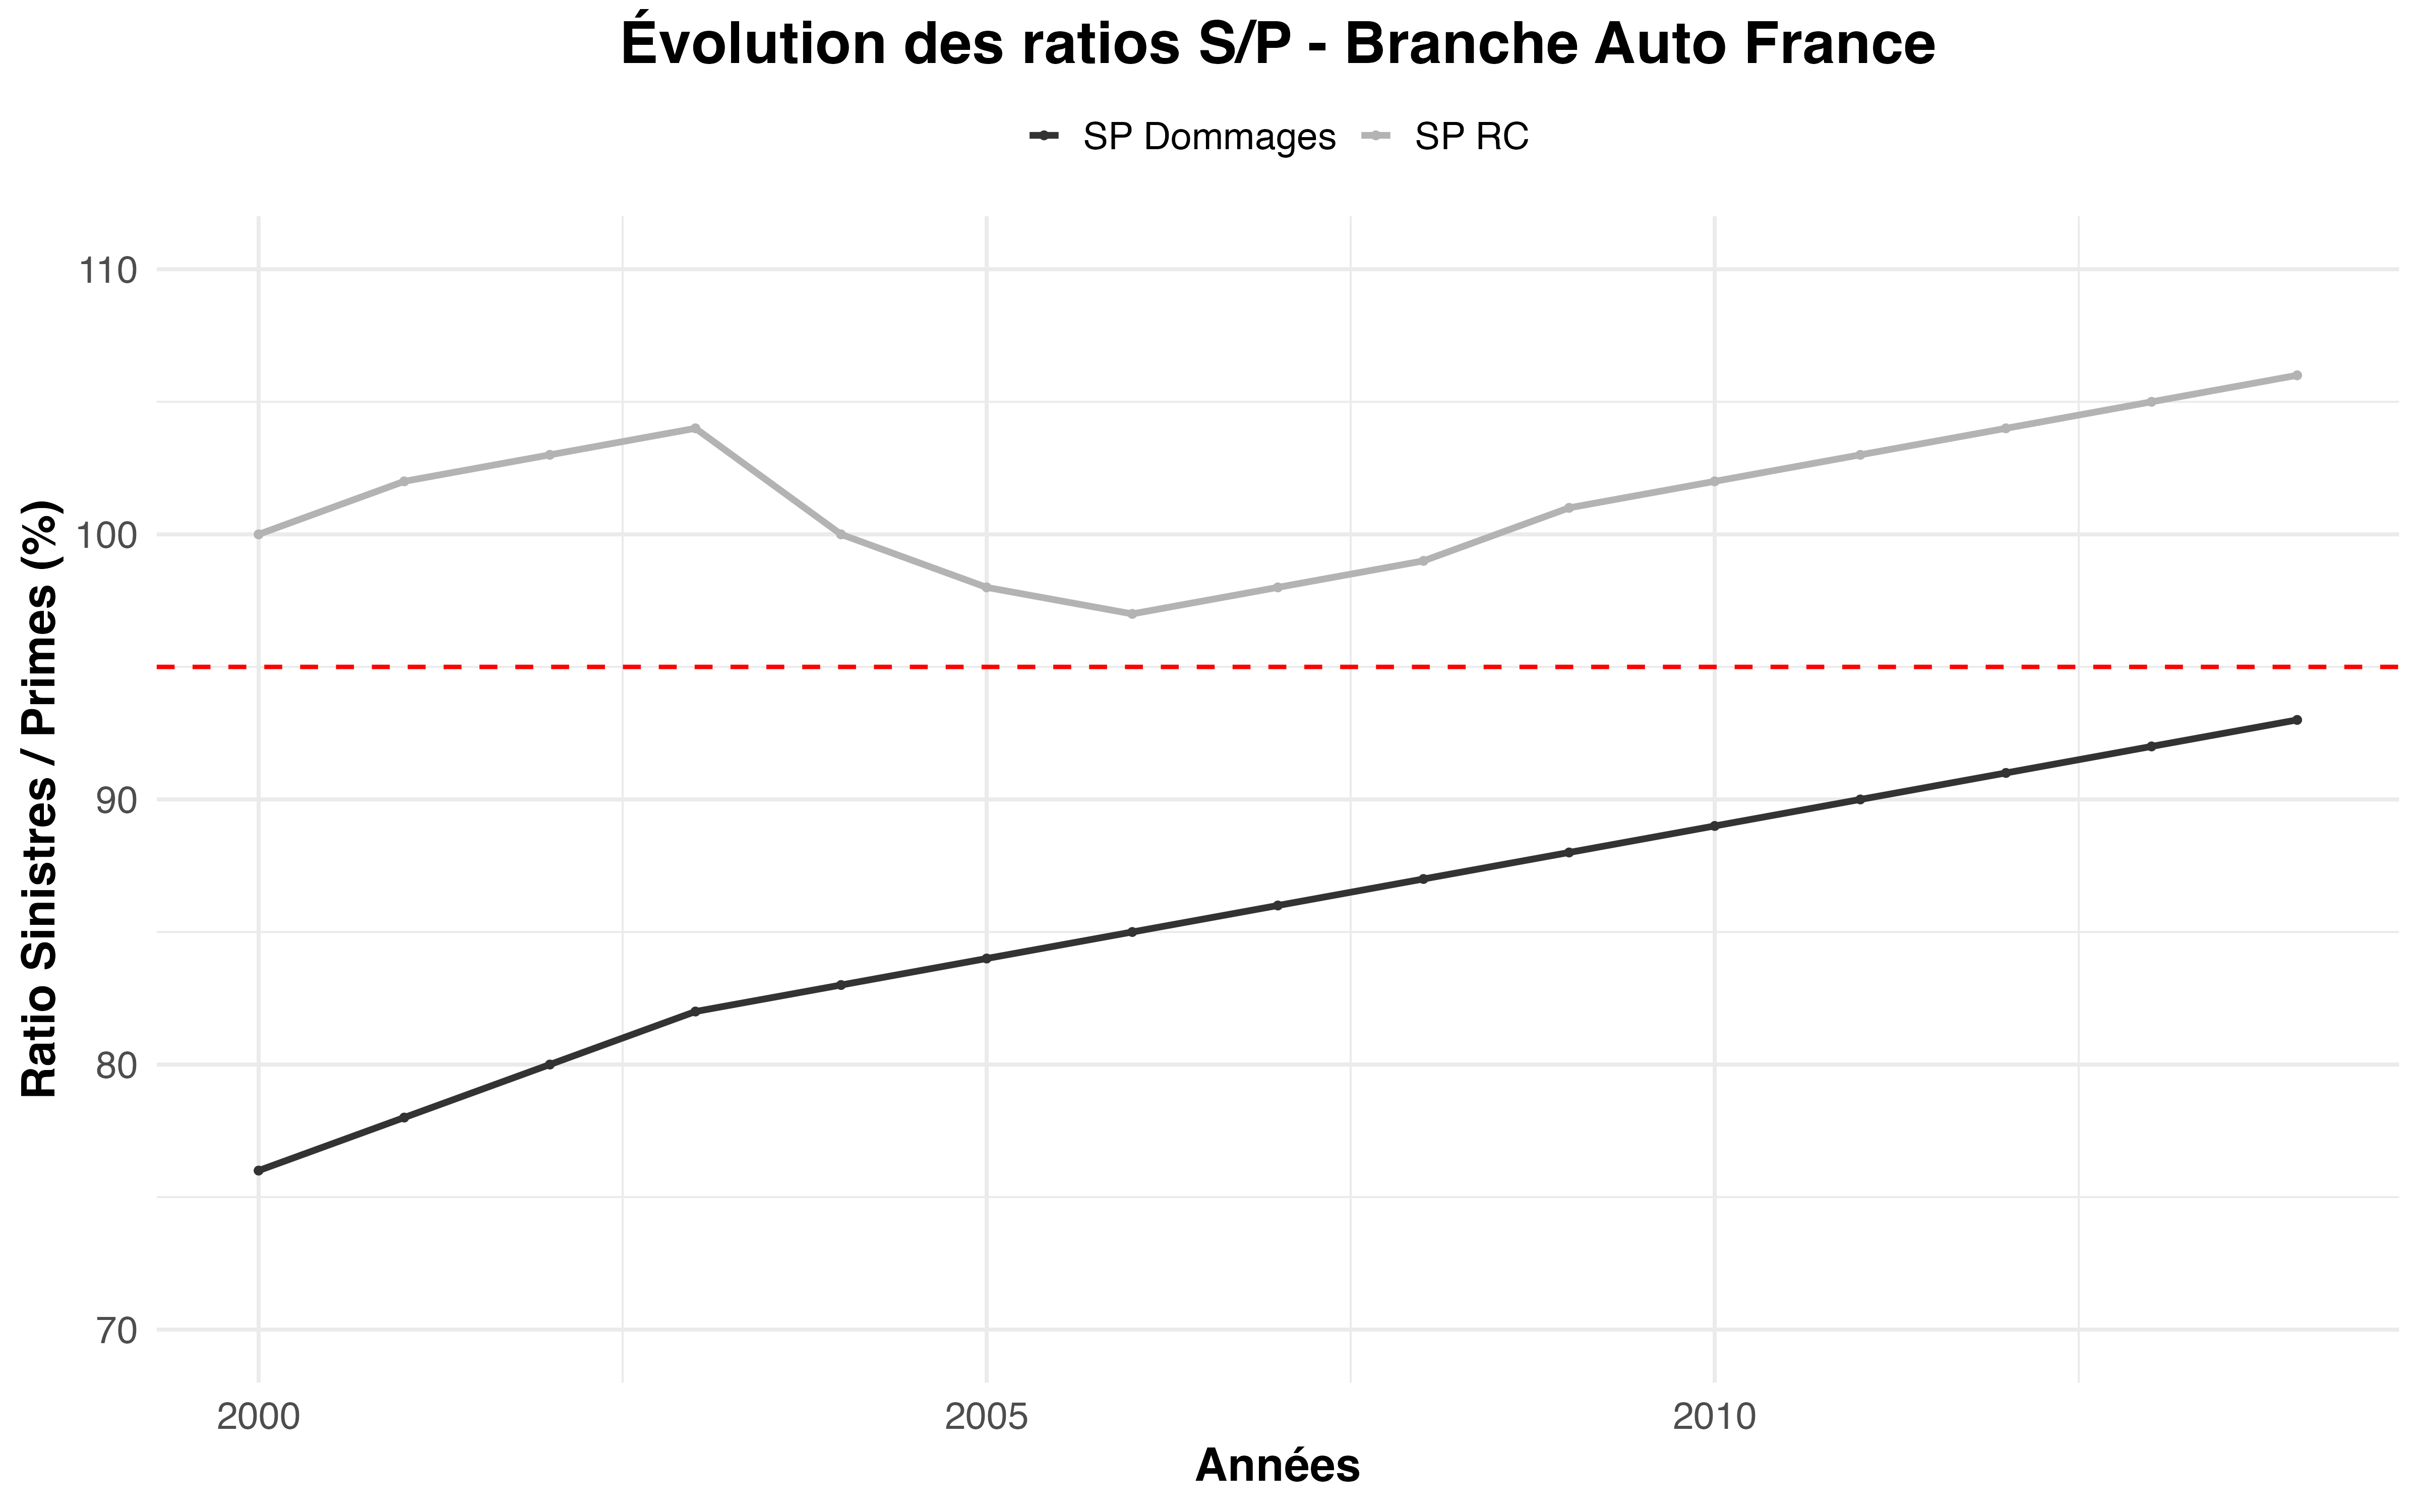 Évolution des ratios S/P - Branche Auto France
SP Dommages SP RC
Ratio Sinistres / Primes (%)
110
100
90
80
70
2000 2005 2010
Années